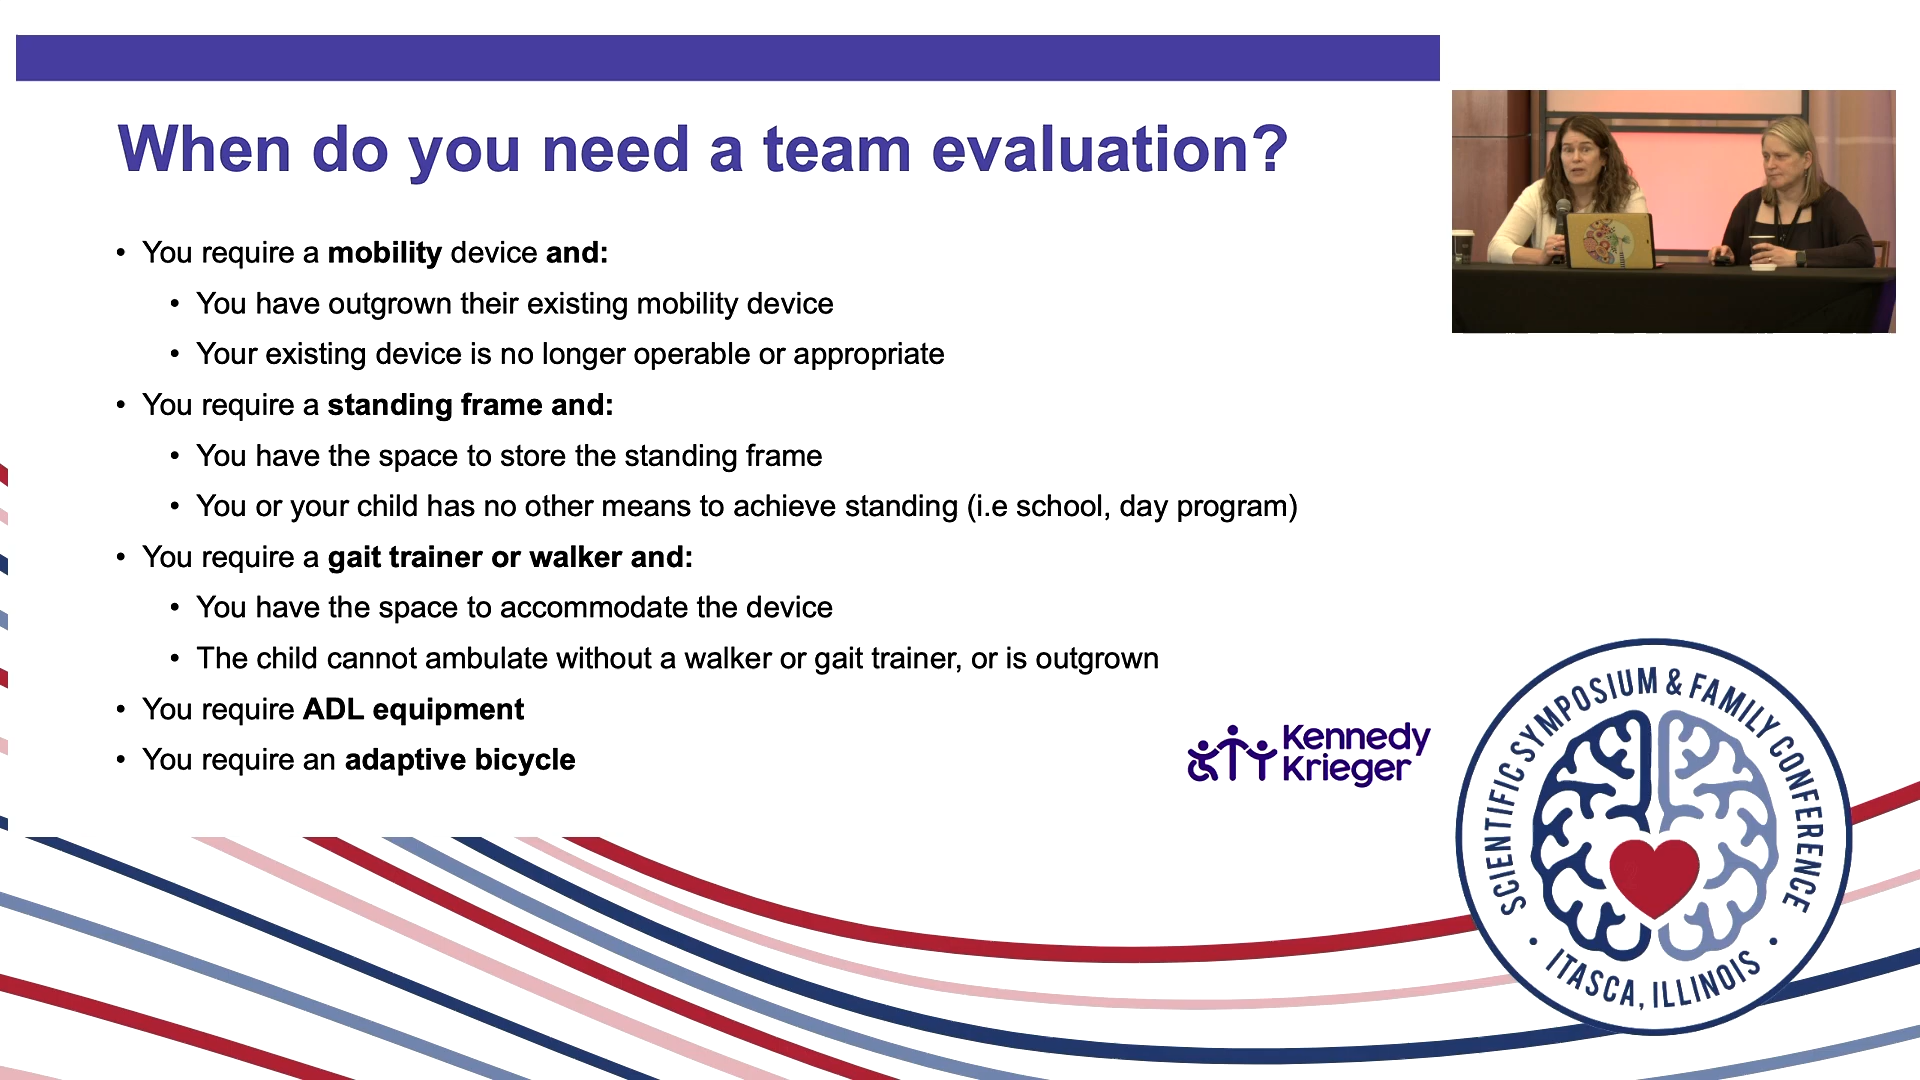 When do you need a team evaluation?
• You require a mobility device and:
• You have outgrown their existing mobility device
• Your existing device is no longer operable or appropriate
• You require a standing frame and:
• You have the space to store the standing frame
• You or your child has no other means to achieve standing (i.e school, day program)
• You require a gait trainer or walker and:
• You have the space to accommodate the device
• The child cannot ambulate without a walker or gait trainer, or is outgrown
• You require ADL equipment
• You require an adaptive bicycle
Kennedy
Krieger
SCIENTIFIC SYMPOSIUM & FAMILY CONFERENCE
• ITASCA, ILLINOIS •